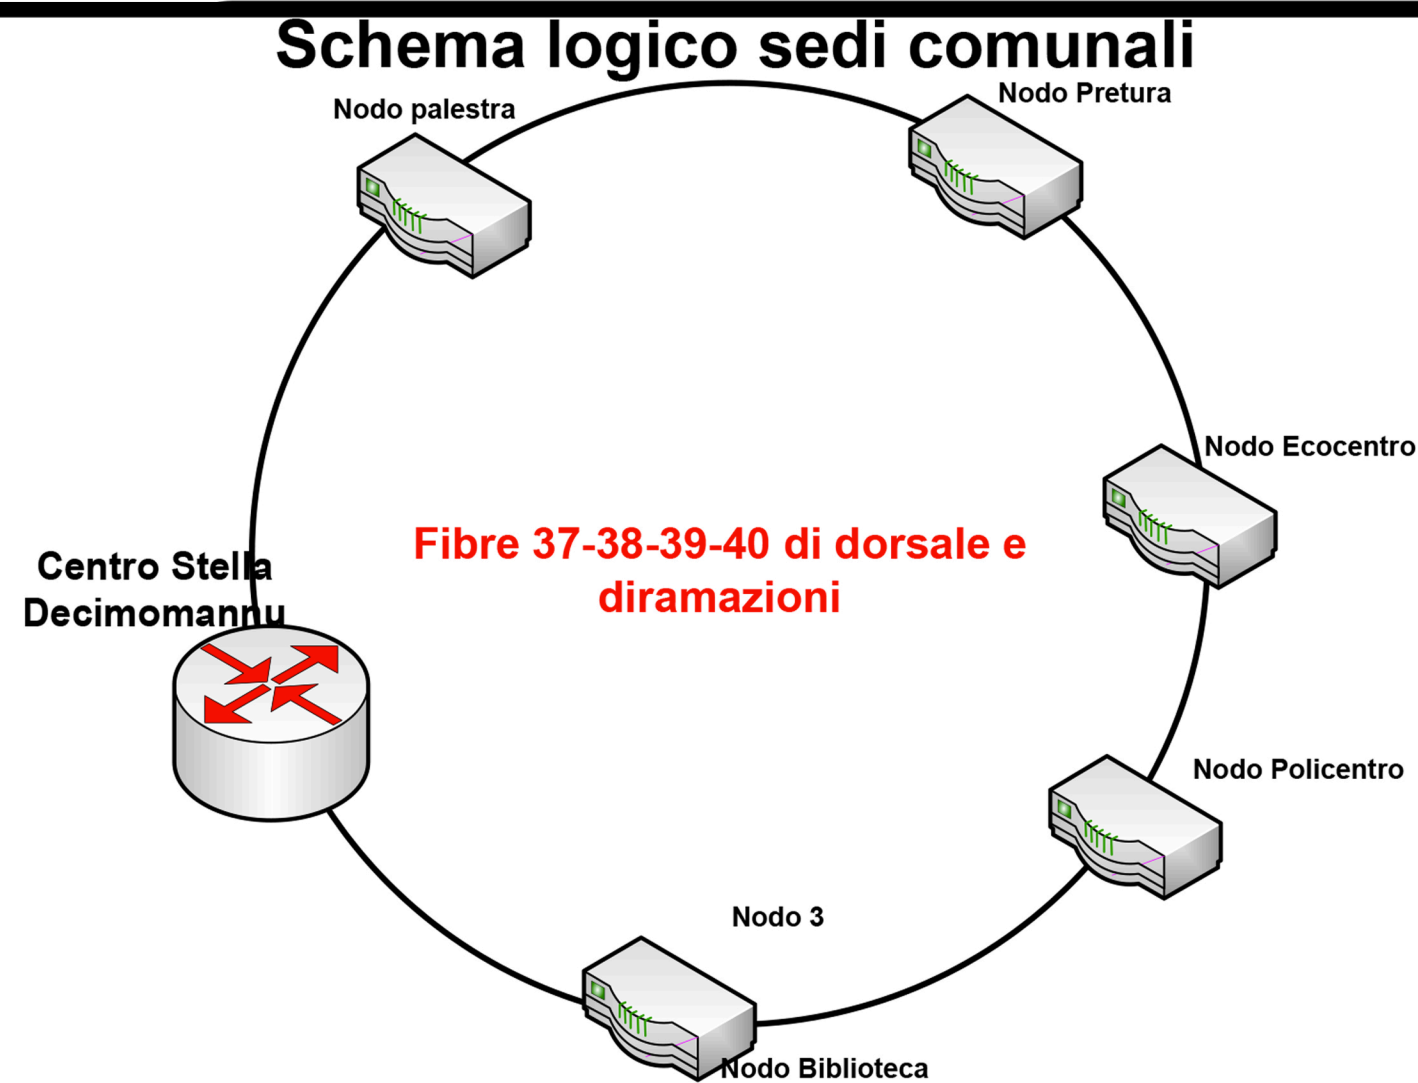 Schema logico sedi comunali
Nodo Pretura
Nodo palestra
Nodo Ecocentro
Fibre 37-38-39-40 di dorsale e
diramazioni
Centro Stella
Decimomannu
Nodo Policentro
Nodo 3
Nodo Biblioteca